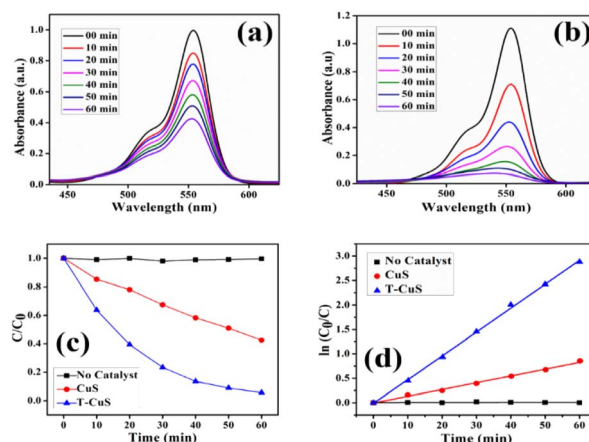 (a)
00 min
10 min
20 min
30 min
40 min
50 min
60 min
Absorbance (a.u.)
1.0
0.8
0.6
0.4
0.2
0.0
450 500 550 600
Wavelength (nm)
(b)
00 min
10 min
20 min
30 min
40 min
50 min
60 min
Absorbance (a.u)
1.2
1.0
0.8
0.6
0.4
0.2
0.0
450 500 550 600
Wavelength (nm)
(c)
No Catalyst
CuS
T-CuS
C/C0
1.0
0.8
0.6
0.4
0.2
0.0
0 10 20 30 40 50 60
Time (min)
(d)
No Catalyst
CuS
T-CuS
ln (C0/C)
3.0
2.5
2.0
1.5
1.0
0.5
0.0
0 10 20 30 40 50 60
Time (min)